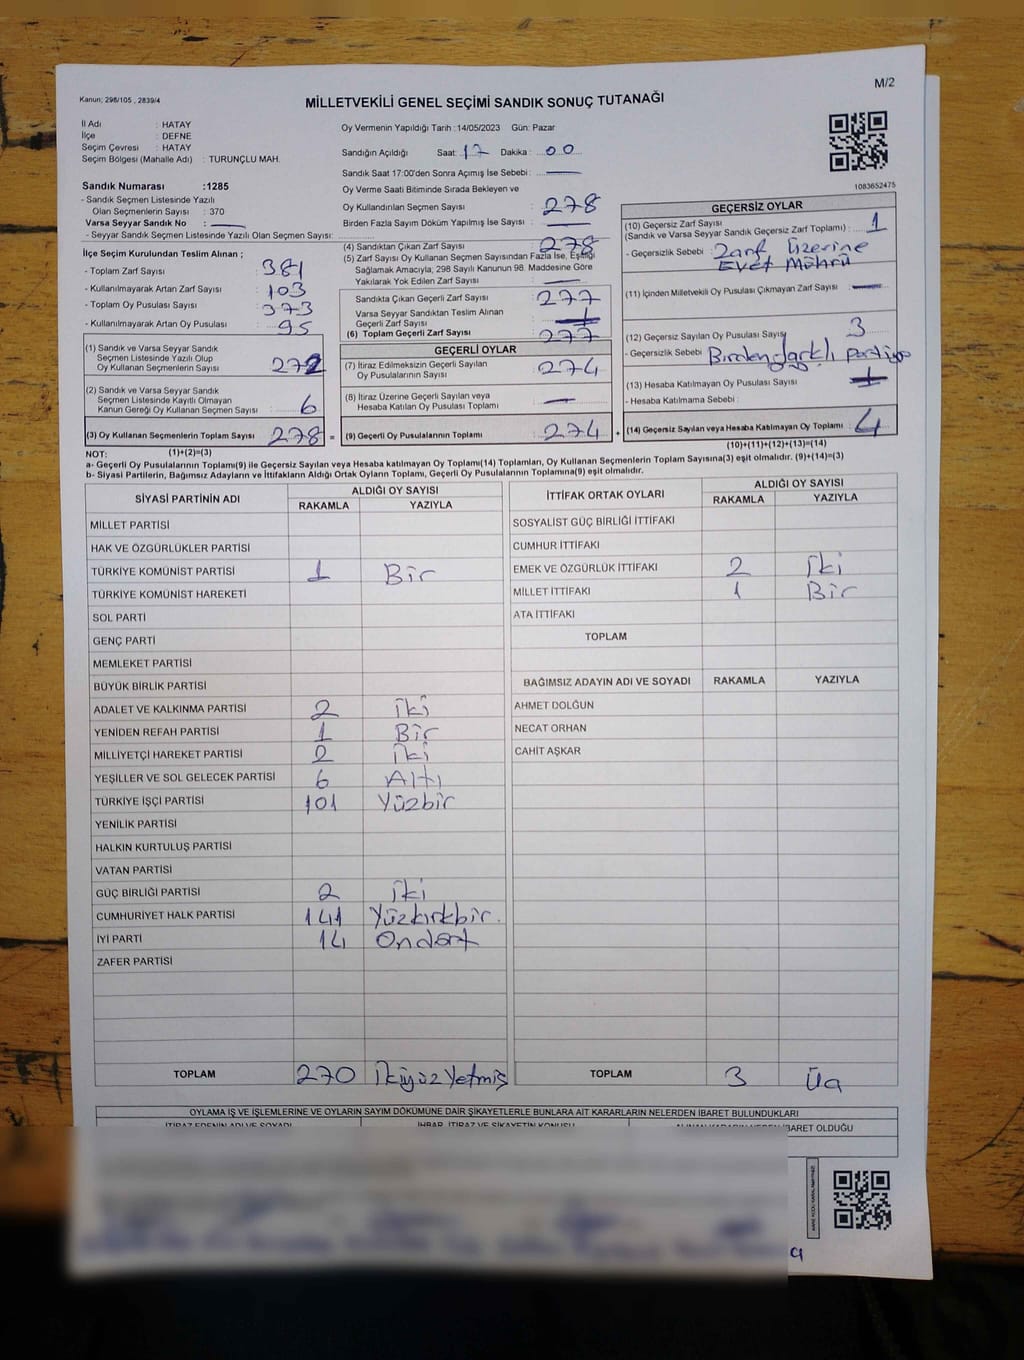 Kanun; 298/105 , 2839/4
M/2
MİLLETVEKİLİ GENEL SEÇİMİ SANDIK SONUÇ TUTANAĞI
İl Adı : HATAY
İlçe : DEFNE
Seçim Çevresi : HATAY
Seçim Bölgesi (Mahalle Adı) : TURUNÇLU MAH.
Sandık Numarası :1285
- Sandık Seçmen Listesinde Yazılı
Olan Seçmenlerin Sayısı : 370
Varsa Seyyar Sandık No :
- Seyyar Sandık Seçmen Listesinde Yazılı Olan Seçmen Sayısı:
Oy Vermenin Yapıldığı Tarih :14/05/2023 Gün: Pazar
Sandığın Açıldığı Saat: 17 Dakika : 00
Sandık Saat 17:00'den Sonra Açımış İse Sebebi :
Oy Verme Saati Bitiminde Sırada Bekleyen ve
Oy Kullandırılan Seçmen Sayısı : 278
Birden Fazla Sayım Döküm Yapılmış İse Sayısı :
1083652475
İlçe Seçim Kurulundan Teslim Alınan ;
- Toplam Zarf Sayısı : 381
- Kullanılmayarak Artan Zarf Sayısı : 103
- Toplam Oy Pusulası Sayısı : 373
- Kullanılmayarak Artan Oy Pusulası : 95
(1) Sandık ve Varsa Seyyar Sandık
Seçmen Listesinde Yazılı Olup
Oy Kullanan Seçmenlerin Sayısı : 272
(2) Sandık ve Varsa Seyyar Sandık
Seçmen Listesinde Kayıtlı Olmayan
Kanun Gereği Oy Kullanan Seçmen Sayısı : 6
(3) Oy Kullanan Seçmenlerin Toplam Sayısı : 278 =
(4) Sandıktan Çıkan Zarf Sayısı : 278
(5) Zarf Sayısı Oy Kullanan Seçmen Sayısından Fazla İse, Eşitliği
Sağlamak Amacıyla; 298 Sayılı Kanunun 98. Maddesine Göre
Yakılarak Yok Edilen Zarf Sayısı :
Sandıkta Çıkan Geçerli Zarf Sayısı : 277
Varsa Seyyar Sandıktan Teslim Alınan
Geçerli Zarf Sayısı :
(6) Toplam Geçerli Zarf Sayısı : 277
GEÇERLİ OYLAR
(7) İtiraz Edilmeksizin Geçerli Sayılan
Oy Pusulalarının Sayısı : 274
(8) İtiraz Üzerine Geçerli Sayılan veya
Hesaba Katılan Oy Pusulası Toplamı :
(9) Geçerli Oy Pusulalarının Toplamı : 274 +
GEÇERSİZ OYLAR
(10) Geçersiz Zarf Sayısı
(Sandık ve Varsa Seyyar Sandık Geçersiz Zarf Toplamı) : 1
- Geçersizlik Sebebi : Zarf Üzerine
Evet Mührü
(11) İçinden Milletvekili Oy Pusulası Çıkmayan Zarf Sayısı :
(12) Geçersiz Sayılan Oy Pusulası Sayısı : 3
- Geçersizlik Sebebi : Birden farklı partiye
(13) Hesaba Katılmayan Oy Pusulası Sayısı :
- Hesaba Katılmama Sebebi :
(14) Geçersiz Sayılan veya Hesaba Katılmayan Oy Toplamı : 4
NOT: (1)+(2)=(3)
(10)+(11)+(12)+(13)=(14)
a- Geçerli Oy Pusulalarının Toplamı(9) ile Geçersiz Sayılan veya Hesaba katılmayan Oy Toplamı(14) Toplamları, Oy Kullanan Seçmenlerin Toplam Sayısına(3) eşit olmalıdır. (9)+(14)=(3)
b- Siyasi Partilerin, Bağımsız Adayların ve İttifakların Aldığı Ortak Oyların Toplamı, Geçerli Oy Pusulalarının Toplamına(9) eşit olmalıdır.
SİYASİ PARTİNİN ADI ALDIĞI OY SAYISI
RAKAMLA YAZIYLA
MİLLET PARTİSİ
HAK VE ÖZGÜRLÜKLER PARTİSİ
TÜRKİYE KOMÜNİST PARTİSİ 1 Bir
TÜRKİYE KOMÜNİST HAREKETİ
SOL PARTİ
GENÇ PARTİ
MEMLEKET PARTİSİ
BÜYÜK BİRLİK PARTİSİ
ADALET VE KALKINMA PARTİSİ 2 İki
YENİDEN REFAH PARTİSİ 1 Bir
MİLLİYETÇİ HAREKET PARTİSİ 2 İki
YEŞİLLER VE SOL GELECEK PARTİSİ 6 Altı
TÜRKİYE İŞÇİ PARTİSİ 101 Yüzbir
YENİLİK PARTİSİ
HALKIN KURTULUŞ PARTİSİ
VATAN PARTİSİ
GÜÇ BİRLİĞİ PARTİSİ 2 İki
CUMHURİYET HALK PARTİSİ 141 Yüzkırkbir.
İYİ PARTİ 14 Ondört
ZAFER PARTİSİ
TOPLAM 270 İkiyüzYetmiş
İTTİFAK ORTAK OYLARI ALDIĞI OY SAYISI
RAKAMLA YAZIYLA
SOSYALİST GÜÇ BİRLİĞİ İTTİFAKI
CUMHUR İTTİFAKI
EMEK VE ÖZGÜRLÜK İTTİFAKI 2 İki
MİLLET İTTİFAKI 1 Bir
ATA İTTİFAKI
TOPLAM
BAĞIMSIZ ADAYIN ADI VE SOYADI RAKAMLA YAZIYLA
AHMET DOLĞUN
NECAT ORHAN
CAHİT AŞKAR
TOPLAM 3 Üç
OYLAMA İŞ VE İŞLEMLERİNE VE OYLARIN SAYIM DÖKÜMÜNE DAİR ŞİKAYETLERLE BUNLARA AİT KARARLARIN NELERDEN İBARET BULUNDUKLARI
İTİRAZ EDENİN ADI VE SOYADI İHBAR, İTİRAZ VE ŞİKAYETİN KONUSU ALINAN KARARIN NEDEN İBARET OLDUĞU